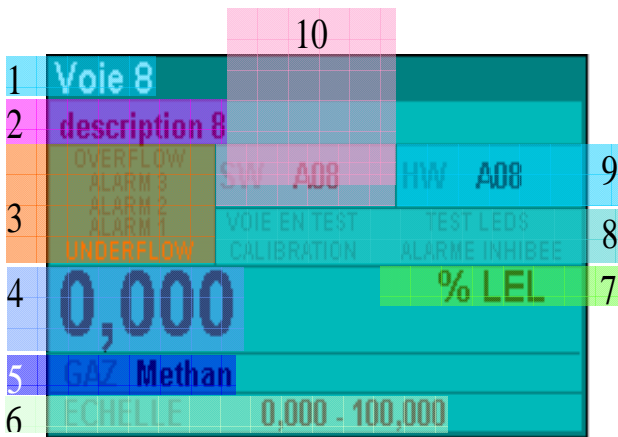 10
1 Voie 8
2 description 8
OVERFLOW
ALARM 3
SW A08 HW A08 9
ALARM 2
3 ALARM 1 VOIE EN TEST TEST LEDS 8
UNDERFLOW CALIBRATION ALARME INHIBEE
4 0,000 % LEL 7
5 GAZ Methan
6 ECHELLE 0,000 - 100,000